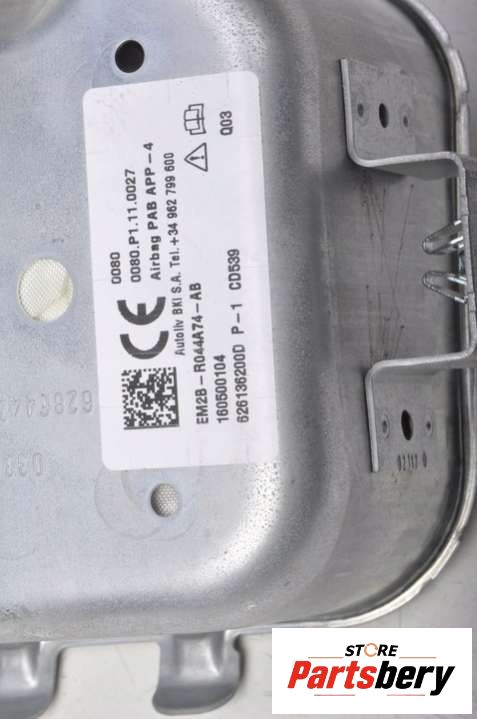 0080
0080.P1.11.0027
Airbag PAB APP-4
CE
Autoliv BKI S.A. Tel.+34 962 799 600
EM2B-R044A74-AB
160500104
626136200D P-1 CD539
Q03
STORE
Partsbery